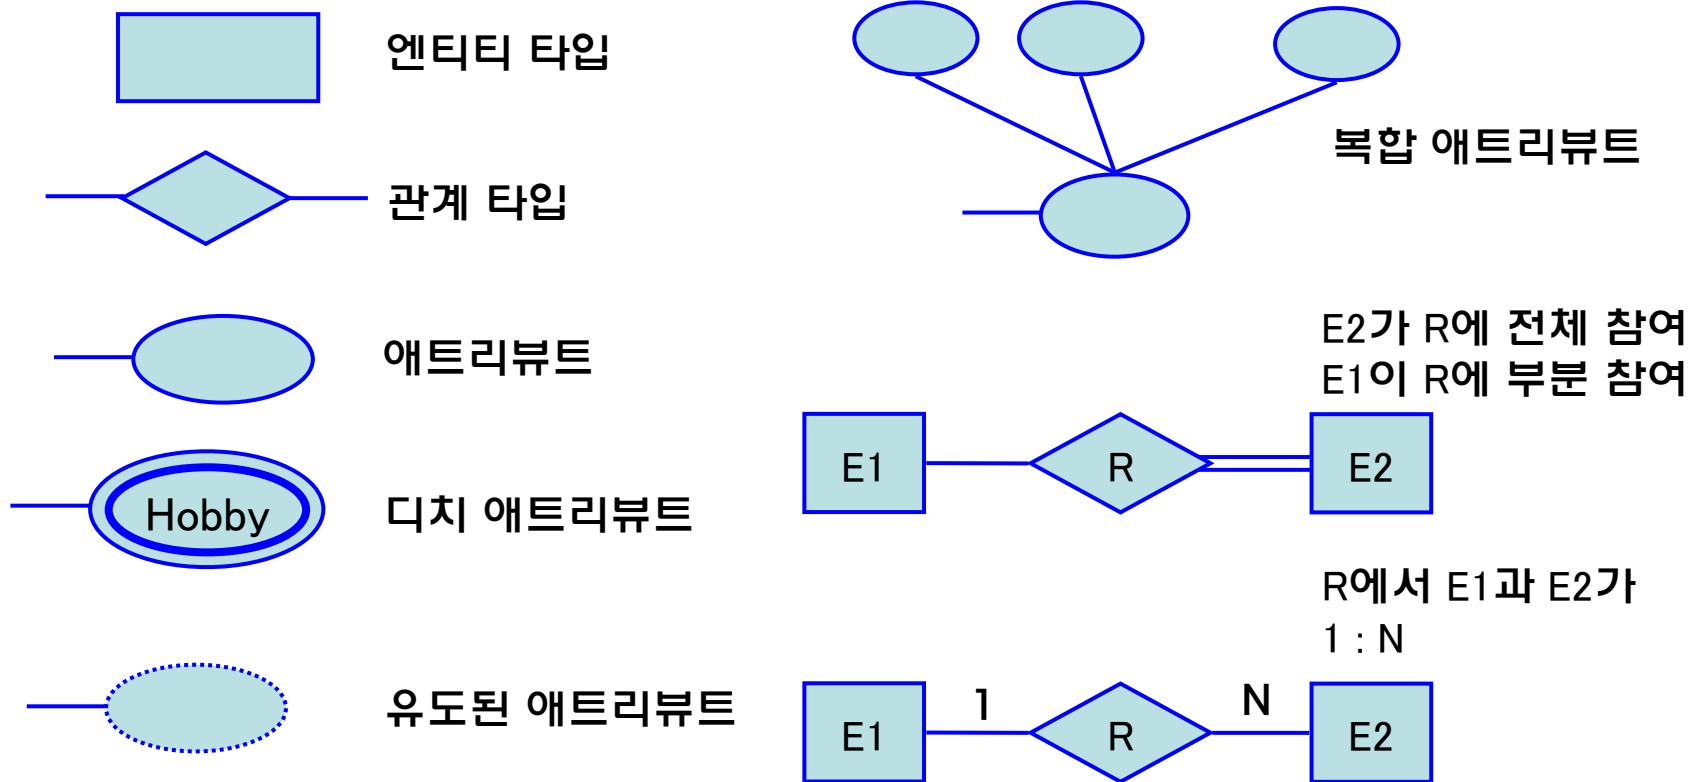 엔티티 타입
관계 타입
애트리뷰트
Hobby
디치 애트리뷰트
유도된 애트리뷰트
복합 애트리뷰트
E2가 R에 전체 참여
E1이 R에 부분 참여
E1 R E2
R에서 E1과 E2가
1 : N
1 N
E1 R E2